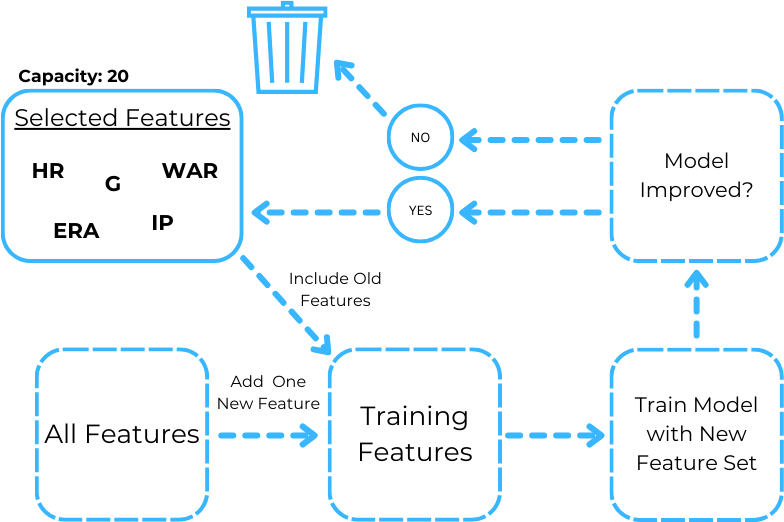 Capacity: 20
Selected Features
HR
G
WAR
ERA
IP
NO
YES
Model
Improved?
Include Old
Features
All Features
Add One
New Feature
Training
Features
Train Model
with New
Feature Set